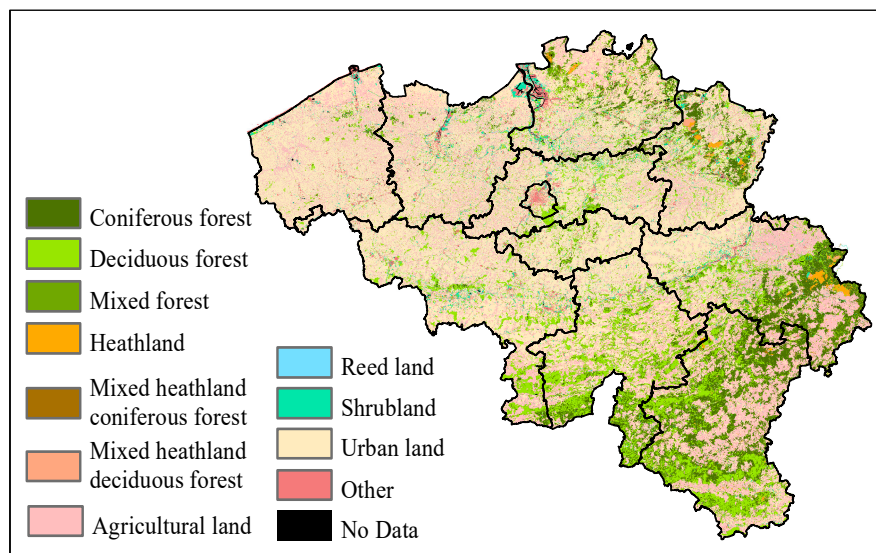 Coniferous forest
Deciduous forest
Mixed forest
Heathland
Mixed heathland
coniferous forest
Mixed heathland
deciduous forest
Agricultural land
Reed land
Shrubland
Urban land
Other
No Data